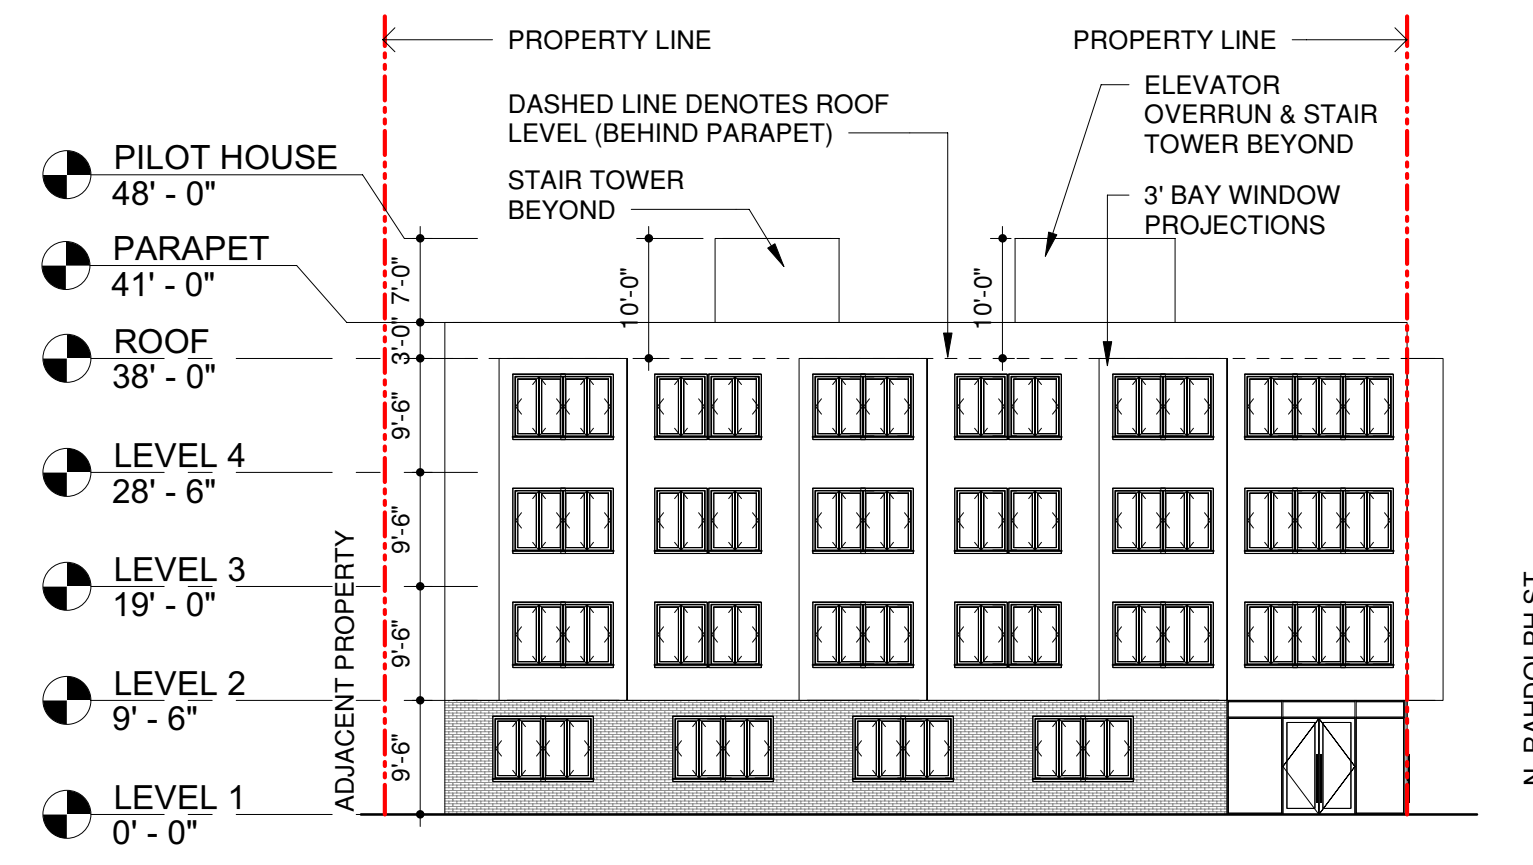 PROPERTY LINE
PROPERTY LINE
DASHED LINE DENOTES ROOF
LEVEL (BEHIND PARAPET)
ELEVATOR
OVERRUN & STAIR
TOWER BEYOND
STAIR TOWER
BEYOND
3' BAY WINDOW
PROJECTIONS
PILOT HOUSE
48' - 0"
PARAPET
41' - 0"
ROOF
38' - 0"
LEVEL 4
28' - 6"
LEVEL 3
19' - 0"
LEVEL 2
9' - 6"
LEVEL 1
0' - 0"
ADJACENT PROPERTY
7'-0"
3'-0"
9'-6"
9'-6"
9'-6"
9'-6"
10'-0"
10'-0"